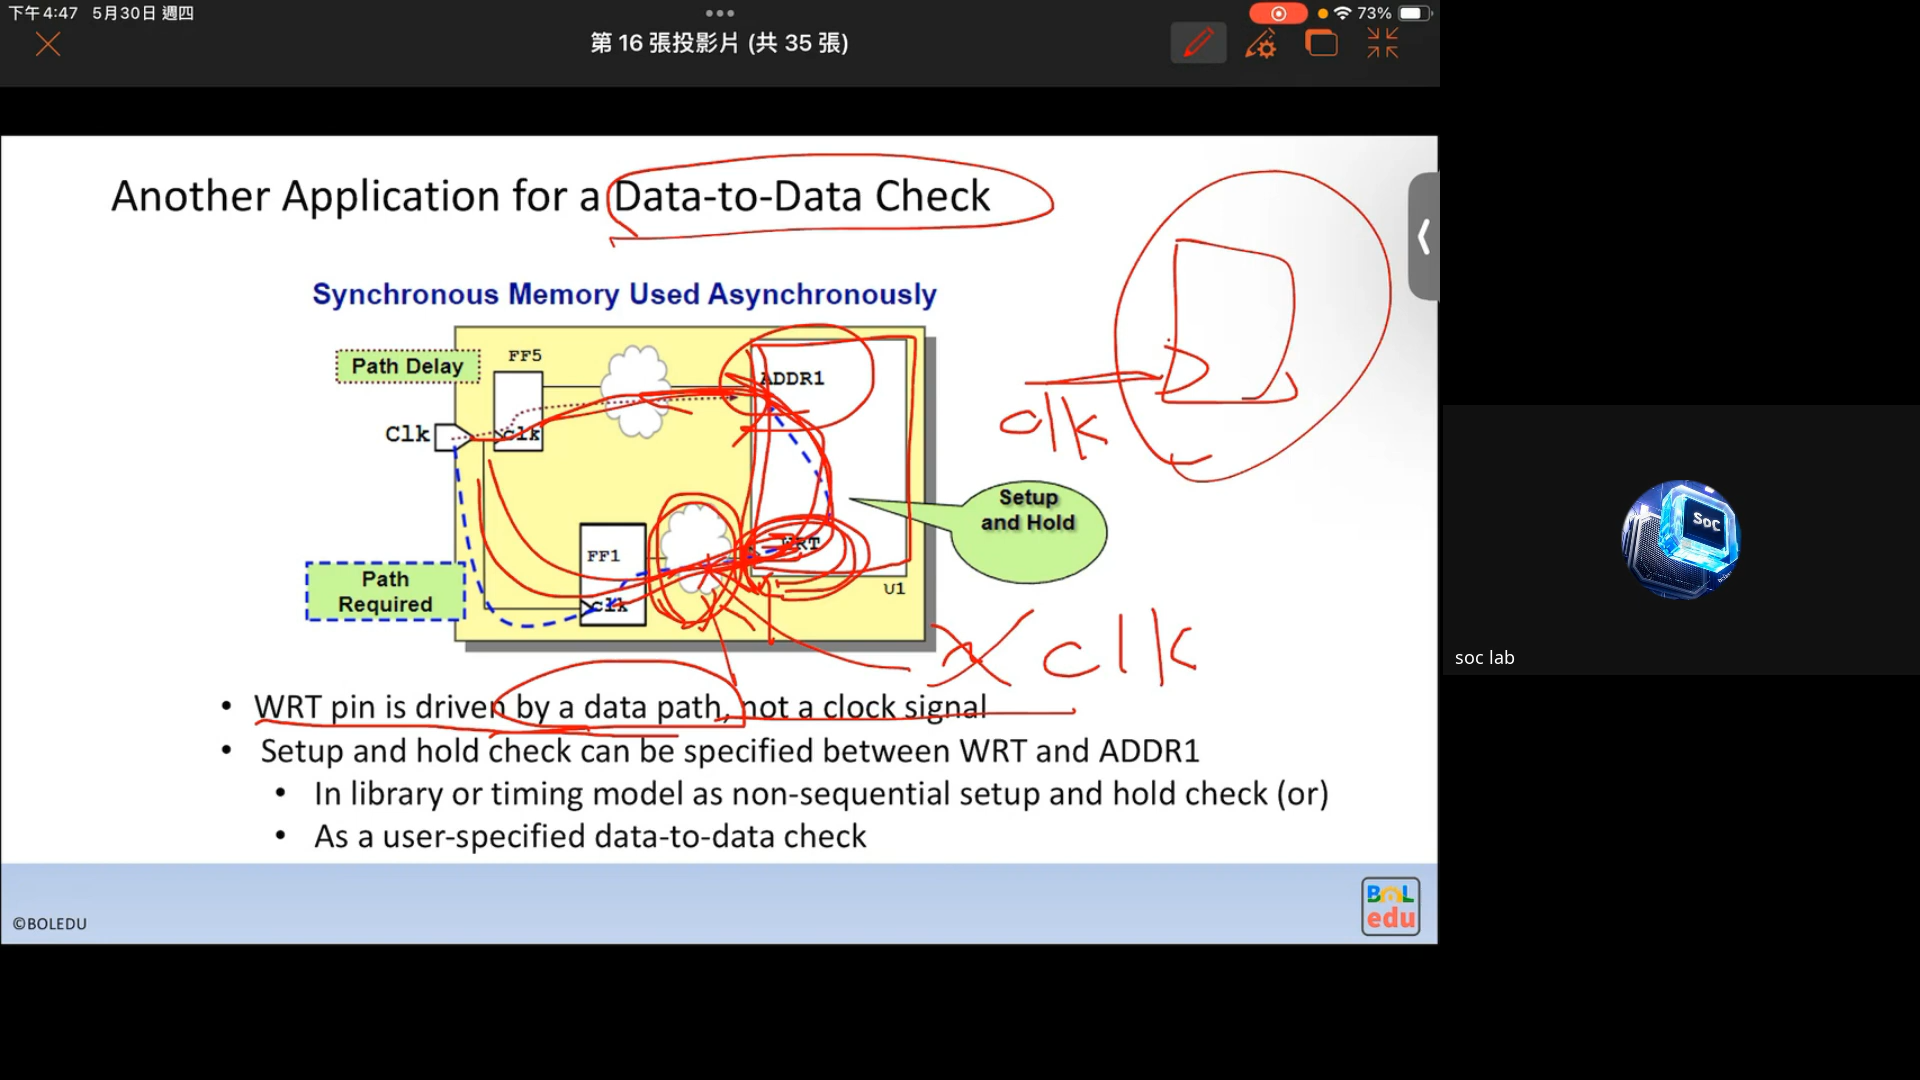 下午4:47 5月30日 週四
73%
第 16 張投影片 (共 35 張)
Another Application for a Data-to-Data Check
Synchronous Memory Used Asynchronously
Path Delay
FF5
ADDR1
Clk
clk
clk
Setup
and Hold
FF1
WRT
Path
Required
clk
U1
X clk
• WRT pin is driven by a data path, not a clock signal
• Setup and hold check can be specified between WRT and ADDR1
• In library or timing model as non-sequential setup and hold check (or)
• As a user-specified data-to-data check
©BOLEDU
BOL
edu
SoC
soc lab